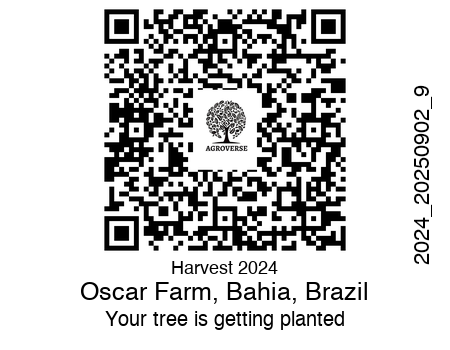 AGROVERSE
2024_20250902_9
Harvest 2024
Oscar Farm, Bahia, Brazil
Your tree is getting planted